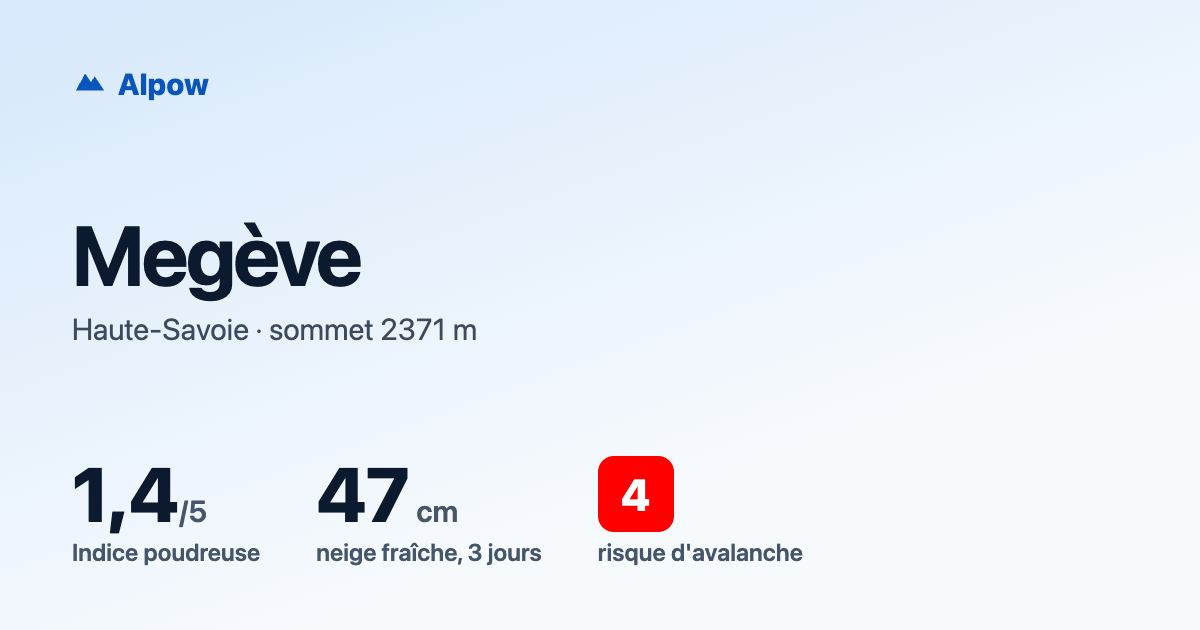 Alpow
Megève
Haute-Savoie · sommet 2371 m
1,4/5
Indice poudreuse
47 cm
neige fraîche, 3 jours
4
risque d'avalanche